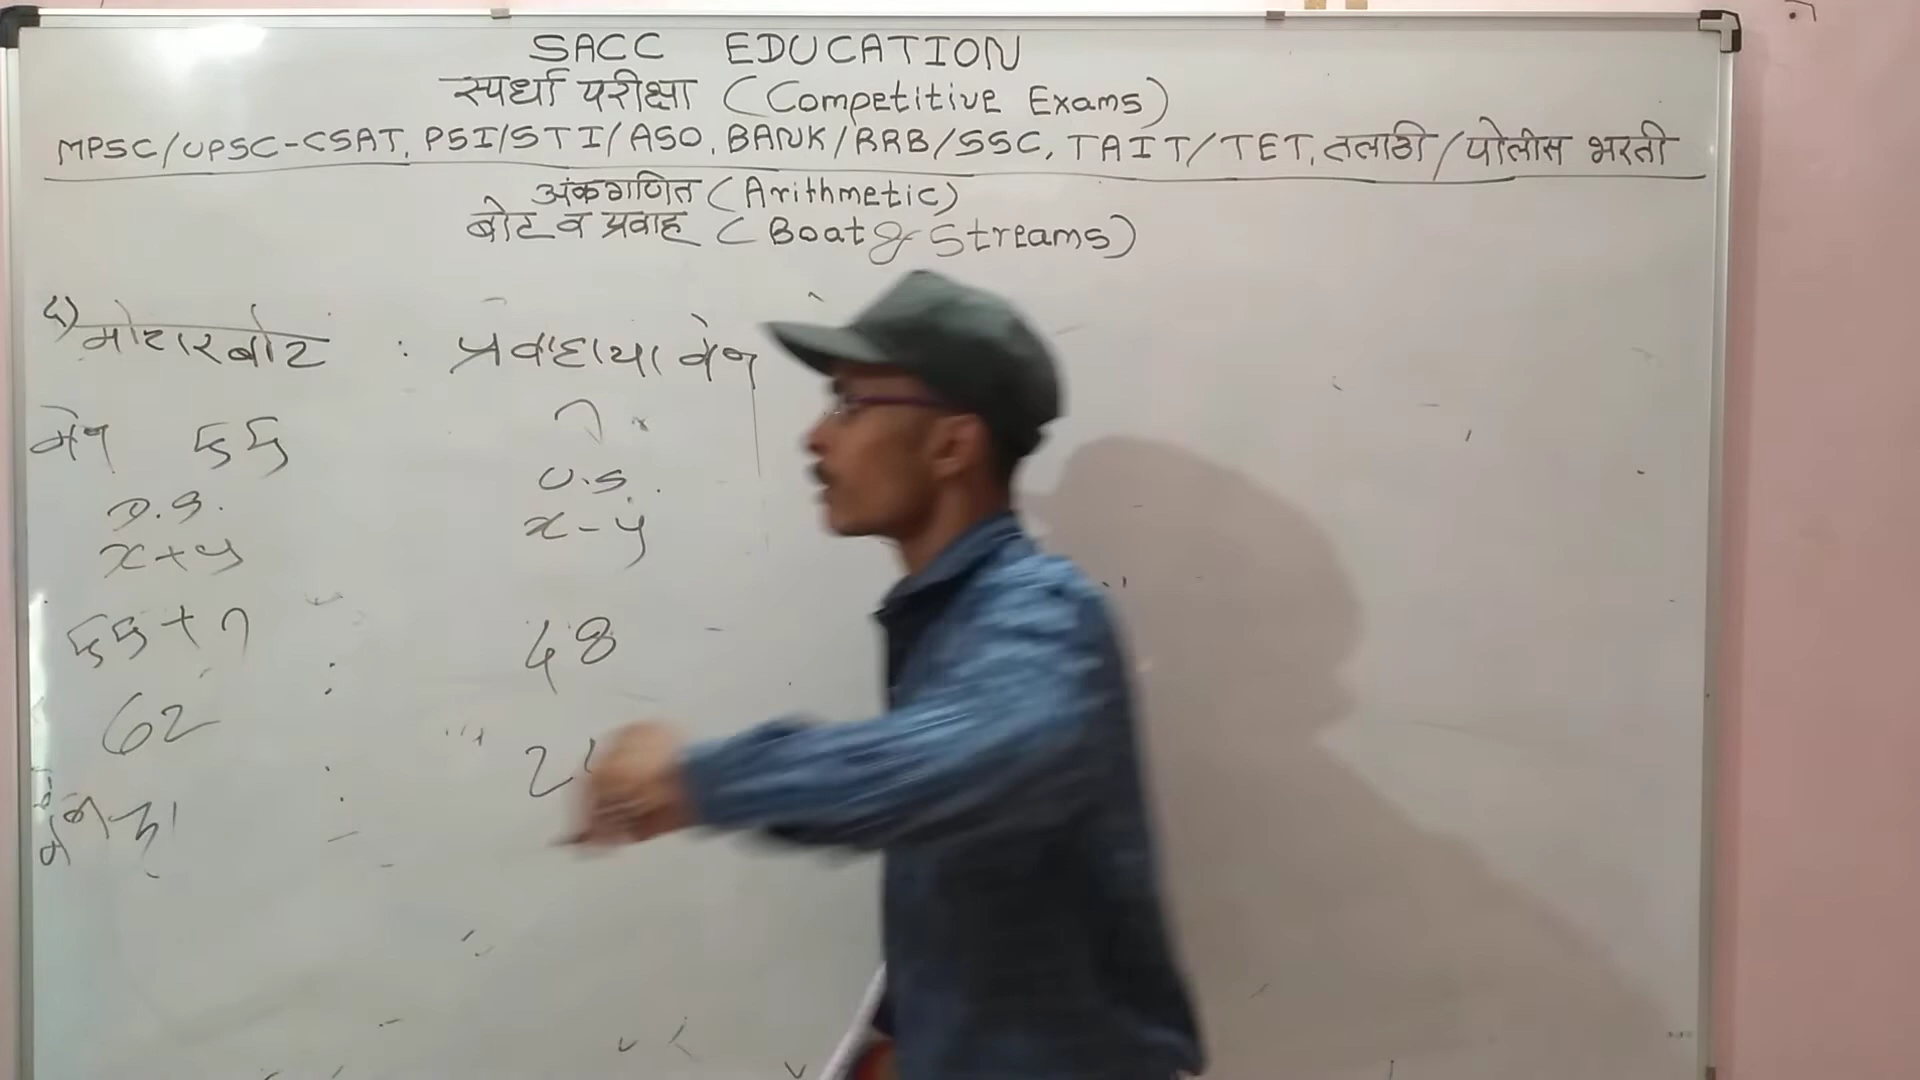 SACC EDUCATION
स्पर्धा परीक्षा (Competitive Exams)
MPSC/UPSC-CSAT, PSI/STI/ASO, BANK/RRB/SSC, TAIT/TET, तलाठी/पोलीस भरती
अंकगणित (Arithmetic)
बोट व प्रवाह (Boat & Streams)
मोटारबोट : प्रवाहाचा वेग
वेग 55 7
D.S. U.S.
x+y x-y
55+7 : 48
62 : 24